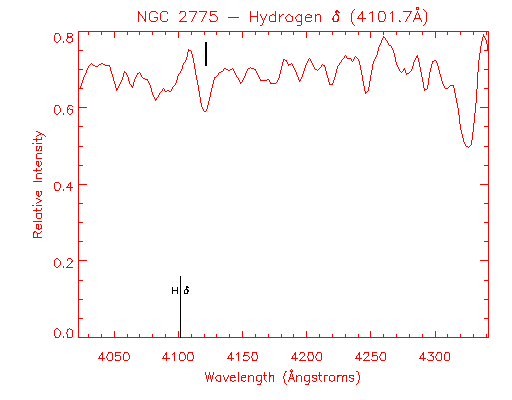 NGC 2775 – Hydrogen δ (4101.7Å)
0.8
0.6
0.4
0.2
0.0
Relative Intensity
H δ
4050 4100 4150 4200 4250 4300
Wavelength (Ångstroms)